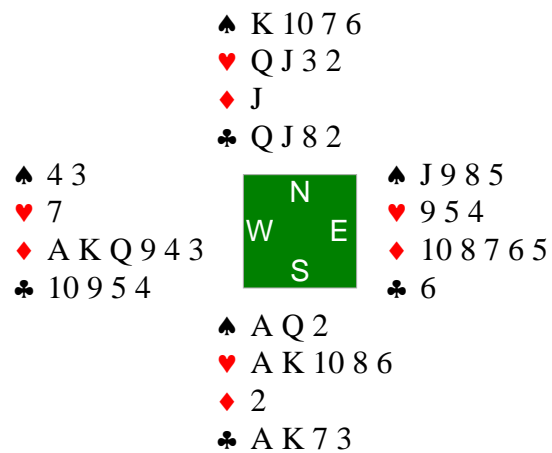 ♠ K 10 7 6
♥ Q J 3 2
♦ J
♣ Q J 8 2
♠ 4 3
♥ 7
♦ A K Q 9 4 3
♣ 10 9 5 4
N
W E
S
♠ J 9 8 5
♥ 9 5 4
♦ 10 8 7 6 5
♣ 6
♠ A Q 2
♥ A K 10 8 6
♦ 2
♣ A K 7 3